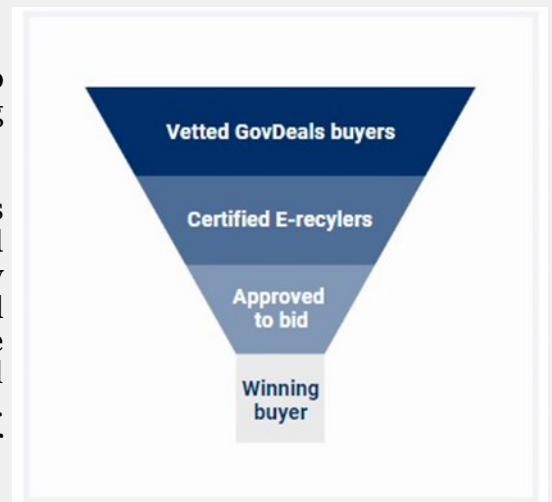 Vetted GovDeals buyers
Certified E-recylers
Approved
to bid
Winning
buyer